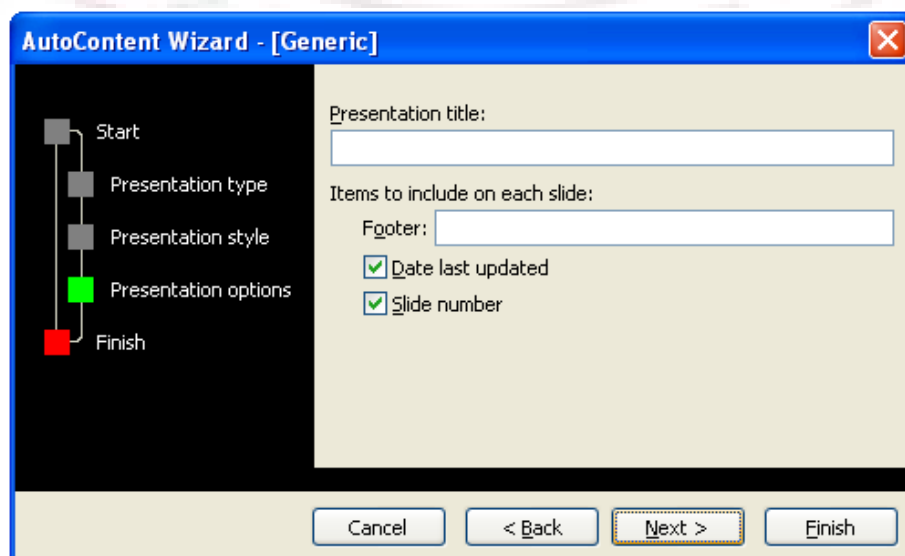 AutoContent Wizard - [Generic]
Start
Presentation type
Presentation style
Presentation options
Finish
Presentation title:
Items to include on each slide:
Footer:
Date last updated
Slide number
Cancel
< Back
Next >
Finish